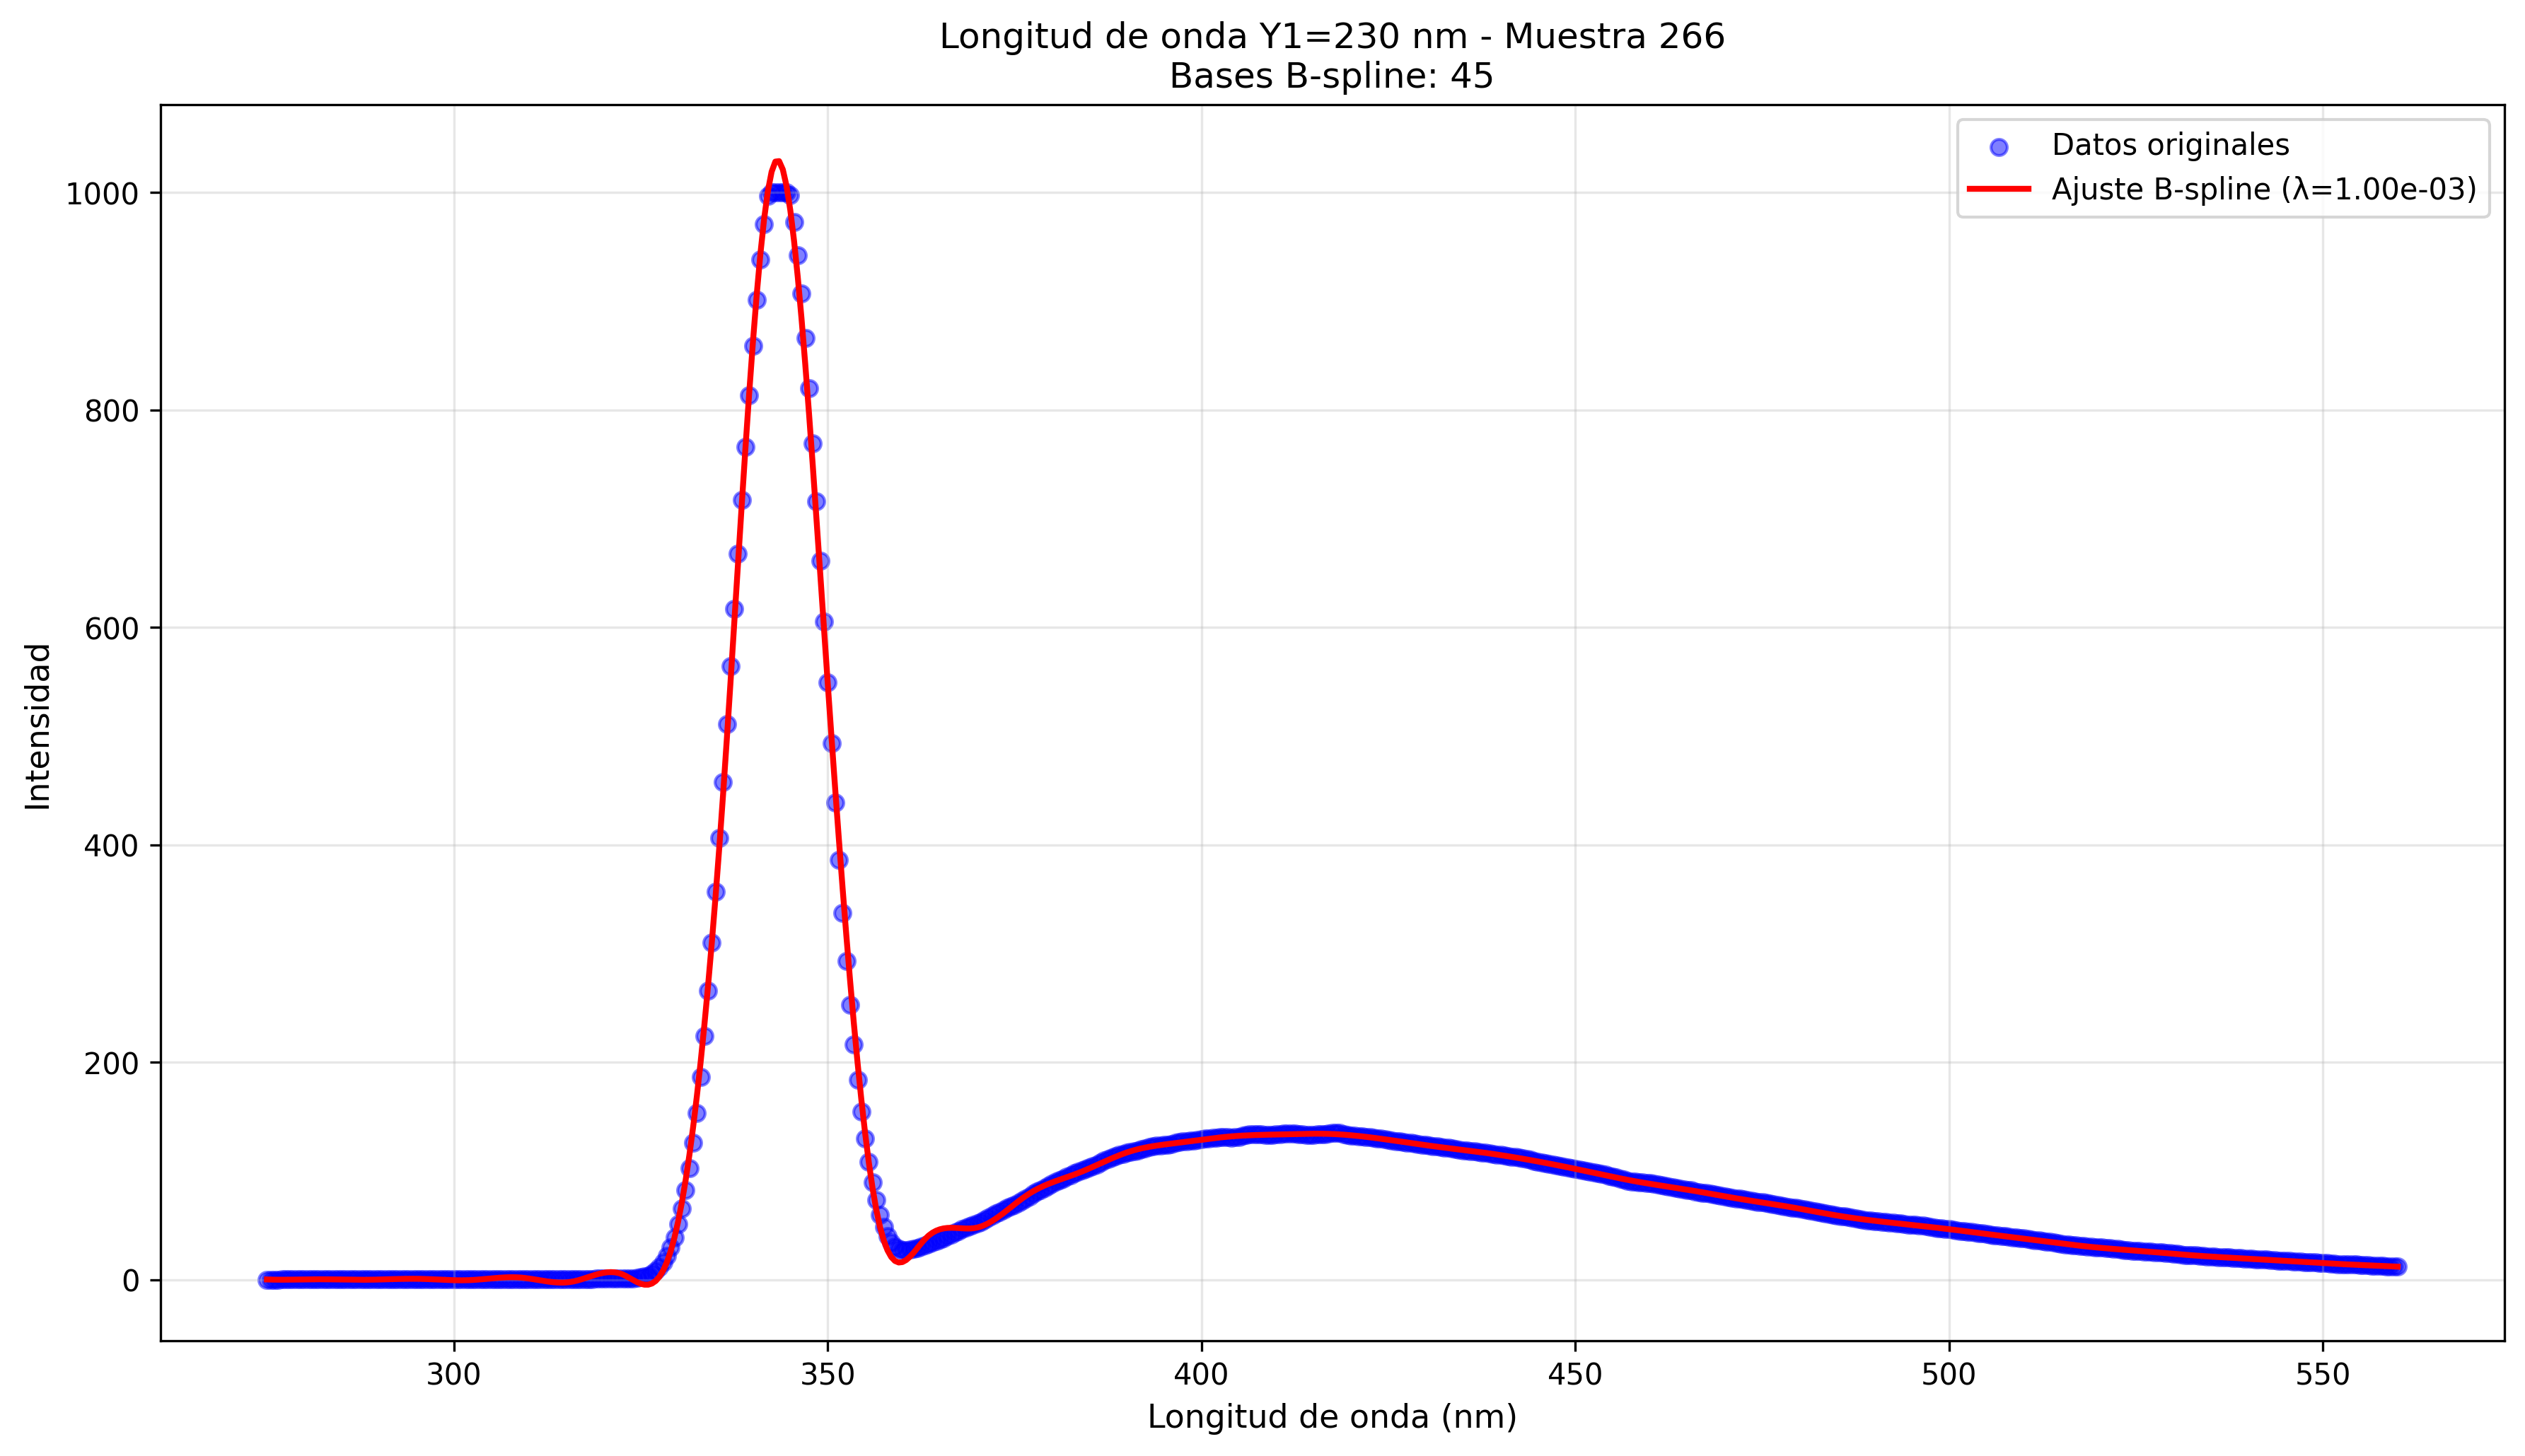 Longitud de onda Y1=230 nm - Muestra 266
Bases B-spline: 45
Datos originales
Ajuste B-spline (λ=1.00e-03)
Intensidad
1000
800
600
400
200
0
300
350
400
450
500
550
Longitud de onda (nm)